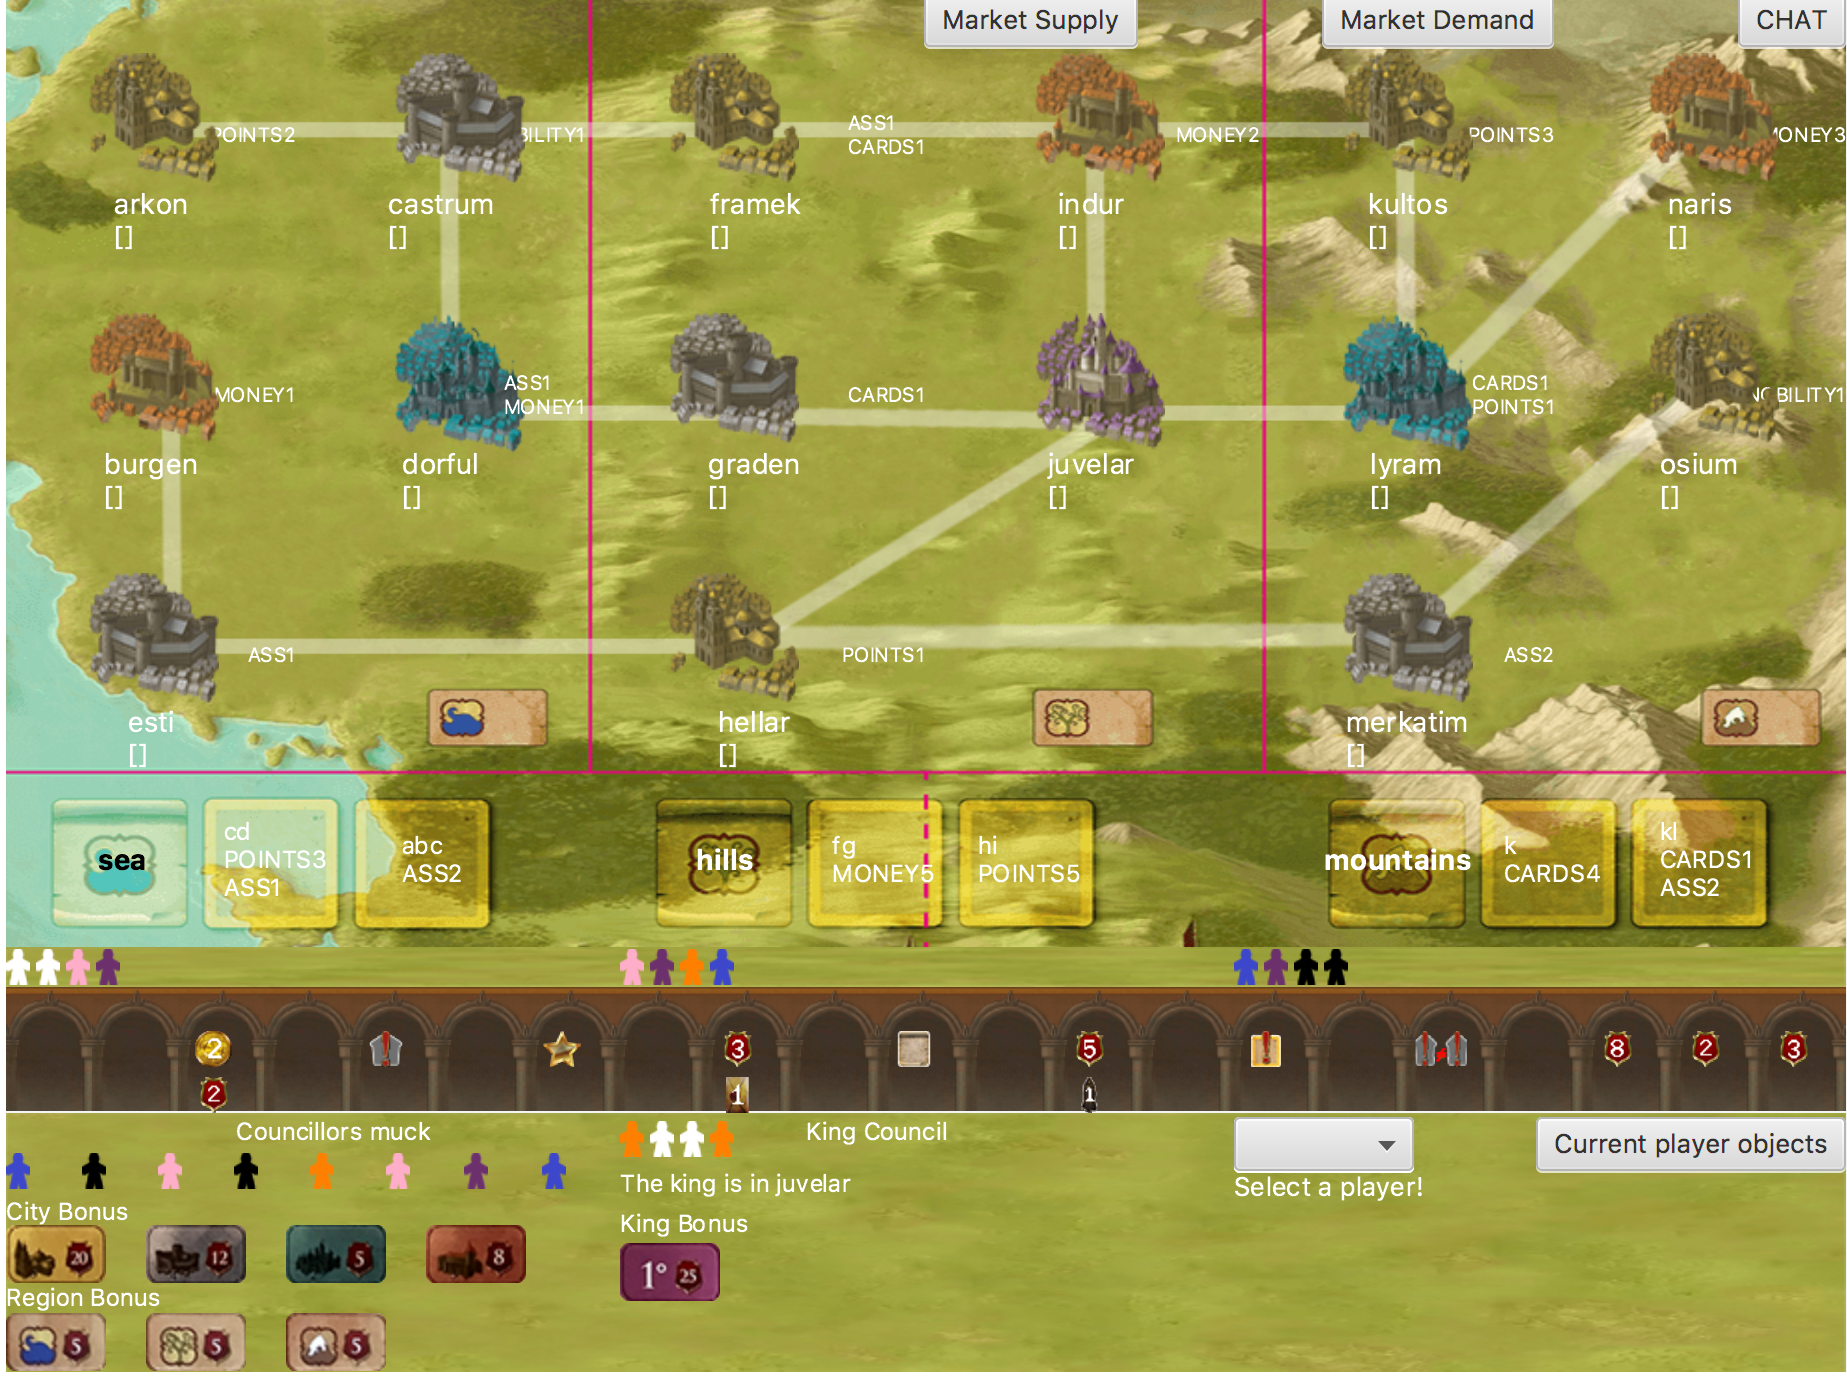 Market Supply
Market Demand
CHAT
POINTS2
BILITY1
ASS1
CARDS1
MONEY2
POINTS3
MONEY3
arkon
[]
castrum
[]
framek
[]
indur
[]
kultos
[]
naris
[]
MONEY1
ASS1
MONEY1
CARDS1
CARDS1
POINTS1
NOBILITY1
burgen
[]
dorful
[]
graden
[]
juvelar
[]
lyram
[]
osium
[]
ASS1
POINTS1
ASS2
esti
[]
hellar
[]
merkatim
[]
sea
cd
POINTS3
ASS1
abc
ASS2
hills
fg
MONEY5
hi
POINTS5
mountains
k
CARDS4
kl
CARDS1
ASS2
2
3
5
8
2
3
2
1
1
Councillors muck
King Council
Current player objects
The king is in juvelar
Select a player!
City Bonus
King Bonus
20
12
5
8
1° 25
Region Bonus
5
5
5